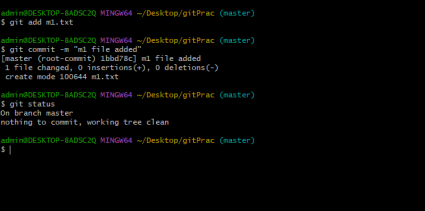 admin@DESKTOP-8ADSC2Q MINGW64 ~/Desktop/gitPrac (master)
$ git add m1.txt
admin@DESKTOP-8ADSC2Q MINGW64 ~/Desktop/gitPrac (master)
$ git commit -m "m1 file added"
[master (root-commit) 1bbd78c] m1 file added
 1 file changed, 0 insertions(+), 0 deletions(-)
 create mode 100644 m1.txt
admin@DESKTOP-8ADSC2Q MINGW64 ~/Desktop/gitPrac (master)
$ git status
On branch master
nothing to commit, working tree clean
admin@DESKTOP-8ADSC2Q MINGW64 ~/Desktop/gitPrac (master)
$